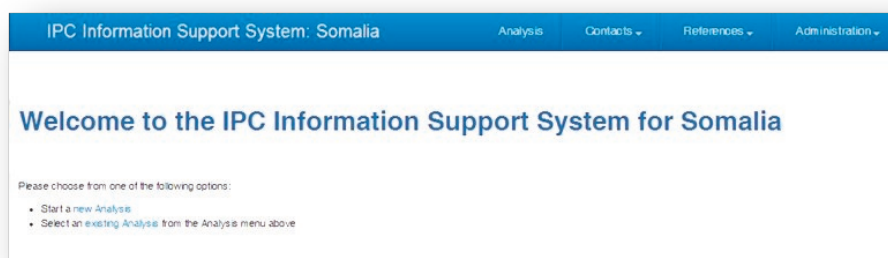 IPC Information Support System: Somalia Analysis Contacts References Administration
Welcome to the IPC Information Support System for Somalia
Please choose from one of the following options:
• Start a new Analysis
• Select an existing Analysis from the Analysis menu above